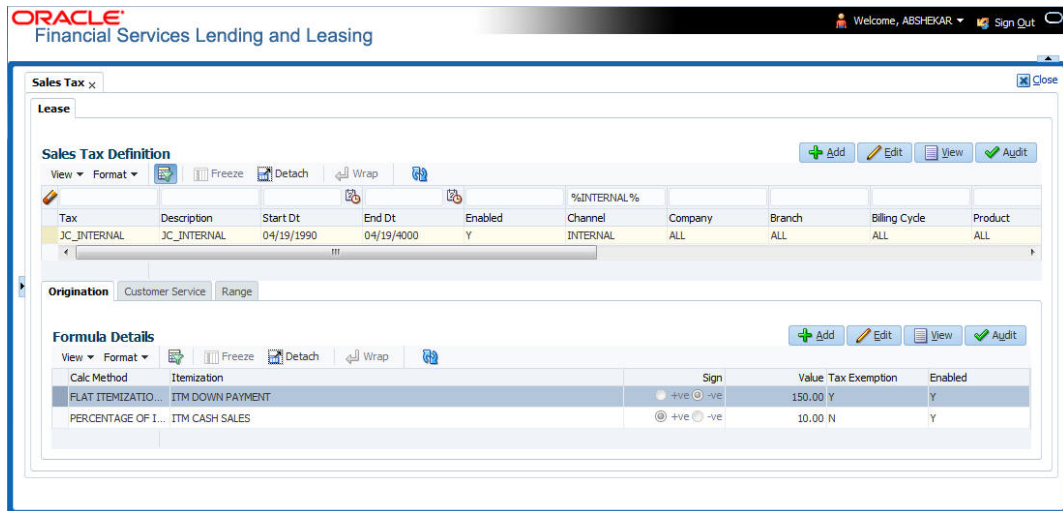 ORACLE
Financial Services Lending and Leasing
Welcome, ABSHEKAR Sign Out
Sales Tax Close
Lease
Sales Tax Definition Add Edit View Audit
View Format Freeze Detach Wrap
%INTERNAL%
Tax Description Start Dt End Dt Enabled Channel Company Branch Billing Cycle Product
JC_INTERNAL JC_INTERNAL 04/19/1990 04/19/4000 Y INTERNAL ALL ALL ALL ALL
Origination Customer Service Range
Formula Details Add Edit View Audit
View Format Freeze Detach Wrap
Calc Method Itemization Sign Value Tax Exemption Enabled
FLAT ITEMIZATIO... ITM DOWN PAYMENT +ve -ve 150.00 Y Y
PERCENTAGE OF I... ITM CASH SALES +ve -ve 10.00 N Y